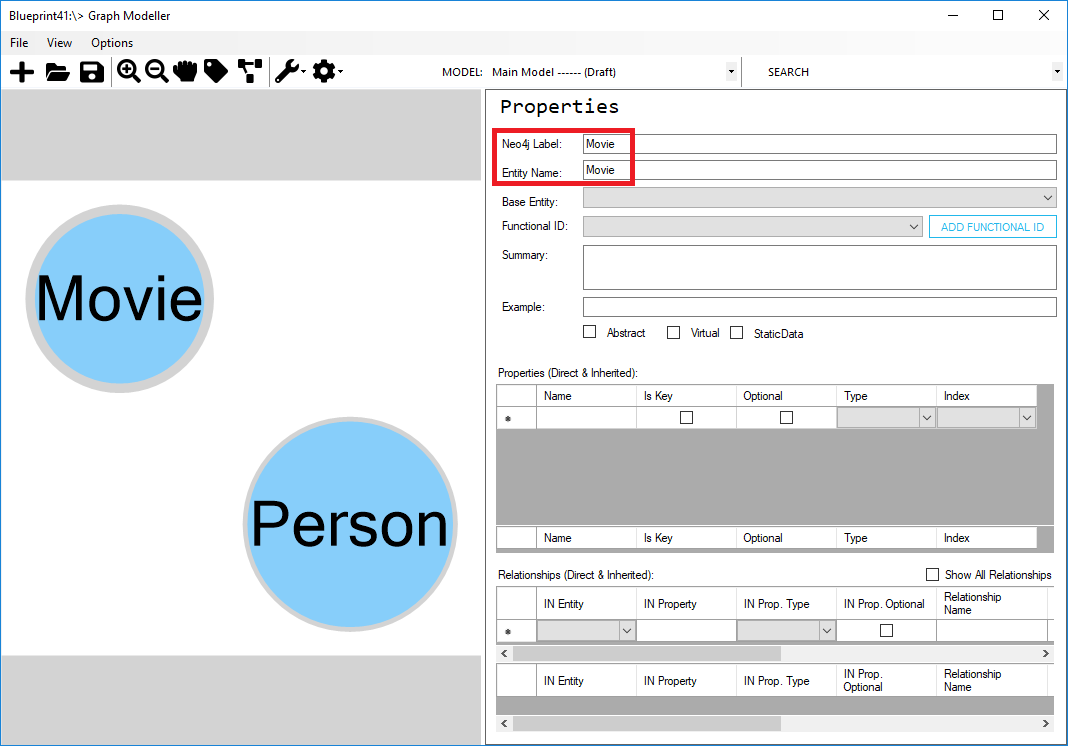 Blueprint41:\> Graph Modeller
File View Options
MODEL: Main Model ------ (Draft) SEARCH
Properties
Neo4j Label: Movie
Entity Name: Movie
Base Entity:
Functional ID: ADD FUNCTIONAL ID
Summary:
Example:
Abstract Virtual StaticData
Properties (Direct & Inherited):
Name Is Key Optional Type Index
Name Is Key Optional Type Index
Relationships (Direct & Inherited): Show All Relationships
IN Entity IN Property IN Prop. Type IN Prop. Optional Relationship
Name
IN Entity IN Property IN Prop. Type IN Prop.
Optional Relationship
Name
Movie
Person